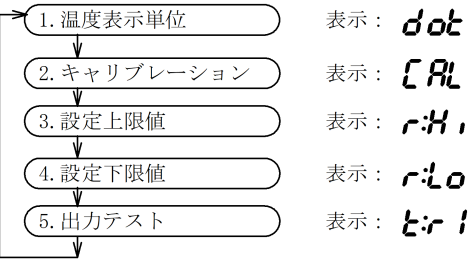 1.温度表示単位 表示： dot
2.キャリブレーション 表示： CAL
3.設定上限値 表示： r:Hi
4.設定下限値 表示： r:Lo
5.出力テスト 表示： t:r1